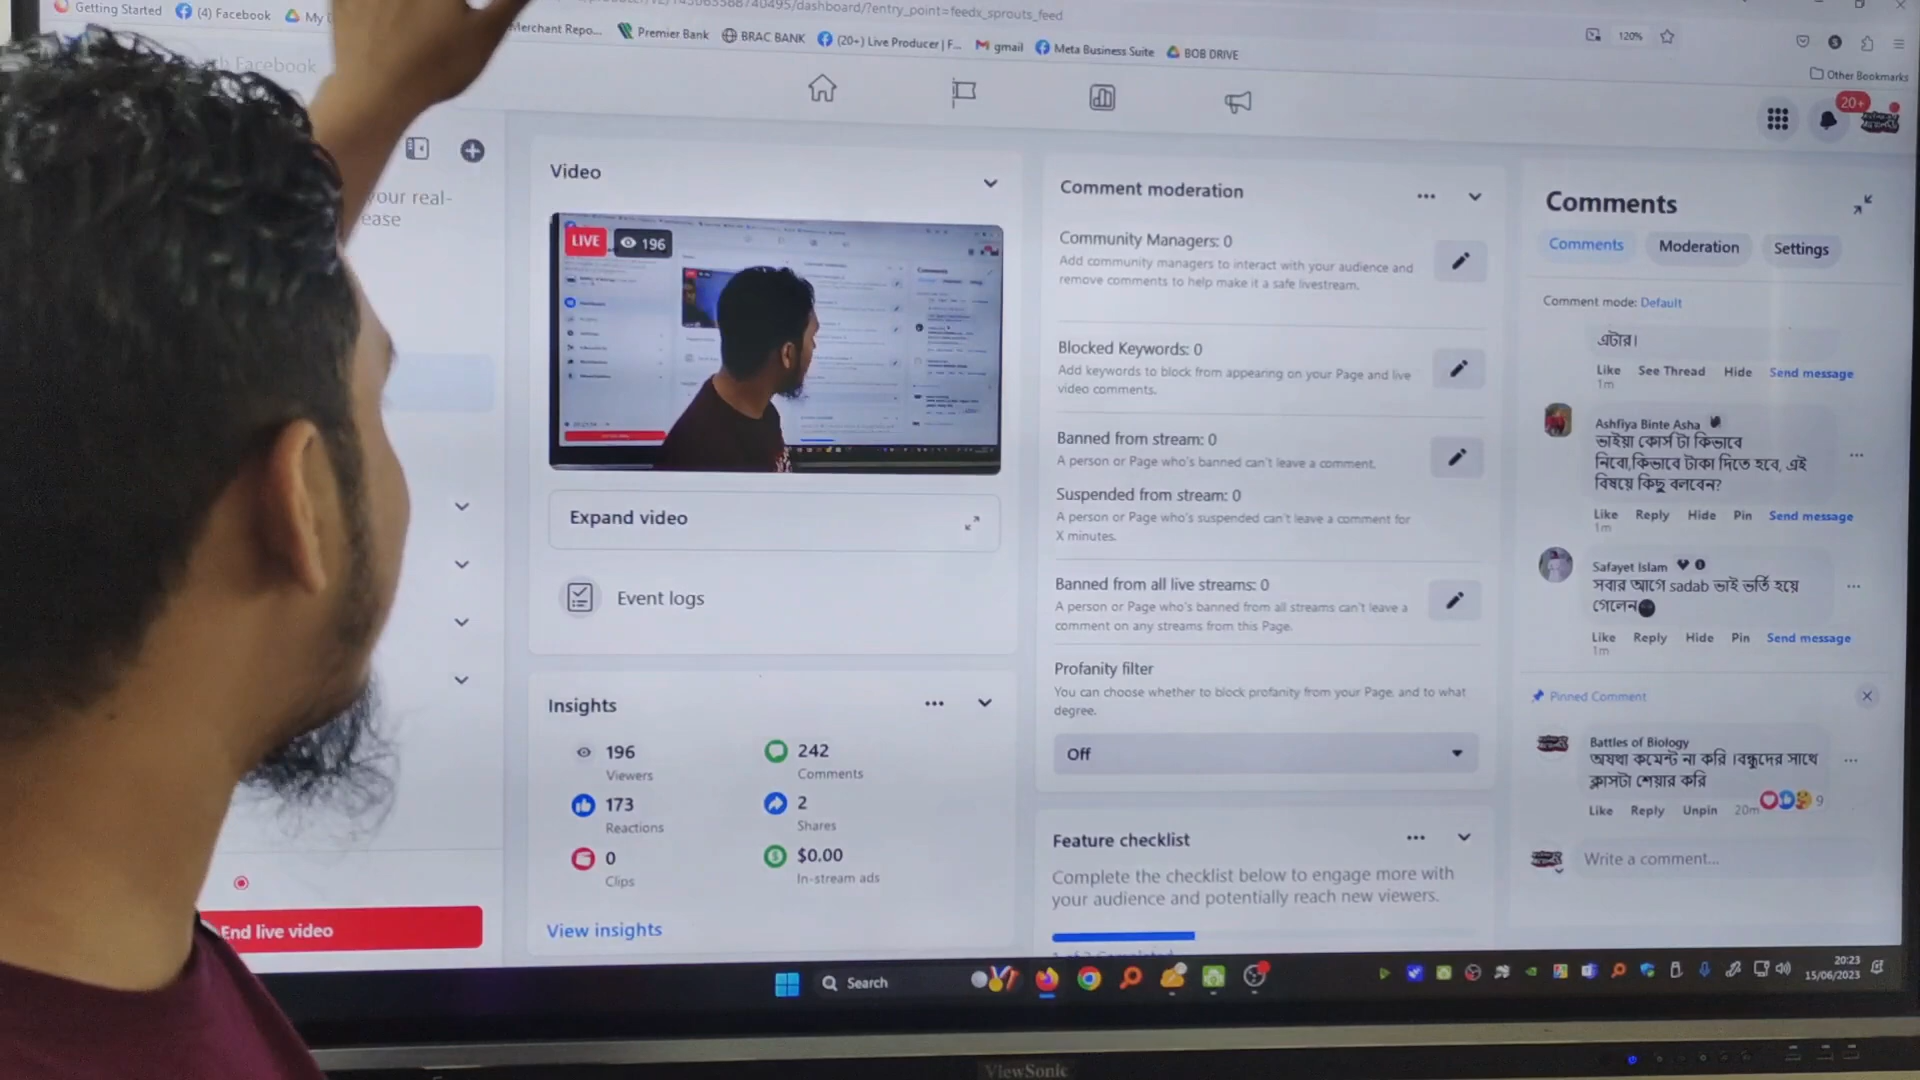 Getting Started
(4) Facebook
/dashboard/?entry_point=feedx_sprouts_feed
Premier Bank
BRAC BANK
(20+) Live Producer | F...
gmail
Meta Business Suite
BOB DRIVE
120%
Other Bookmarks
Facebook
20+
your real-
ease
Video
LIVE
196
Expand video
Event logs
Insights
196
Viewers
242
Comments
173
Reactions
2
Shares
0
Clips
$0.00
In-stream ads
View insights
End live video
Comment moderation
Community Managers: 0
Add community managers to interact with your audience and
remove comments to help make it a safe livestream.
Blocked Keywords: 0
Add keywords to block from appearing on your Page and live
video comments.
Banned from stream: 0
A person or Page who's banned can't leave a comment.
Suspended from stream: 0
A person or Page who's suspended can't leave a comment for
X minutes.
Banned from all live streams: 0
A person or Page who's banned from all streams can't leave a
comment on any streams from this Page.
Profanity filter
You can choose whether to block profanity from your Page, and to what
degree.
Off
Feature checklist
Complete the checklist below to engage more with
your audience and potentially reach new viewers.
Comments
Comments
Moderation
Settings
Comment mode: Default
এটার।
Like See Thread Hide Send message
1m
Ashfiya Binte Asha
ভাইয়া কোর্স টা কিভাবে
নিবো,কিভাবে টাকা দিতে হবে, এই
বিষয়ে কিছু বলবেন?
Like Reply Hide Pin Send message
1m
Safayet Islam
সবার আগে sadab ভাই ভর্তি হয়ে
গেলেন
Like Reply Hide Pin Send message
1m
Pinned Comment
Battles of Biology
অযথা কমেন্ট না করি ।বন্ধুদের সাথে
ক্লাসটা শেয়ার করি
Like Reply Unpin 20m
9
Write a comment...
Search
20:23
15/06/2023
ViewSonic